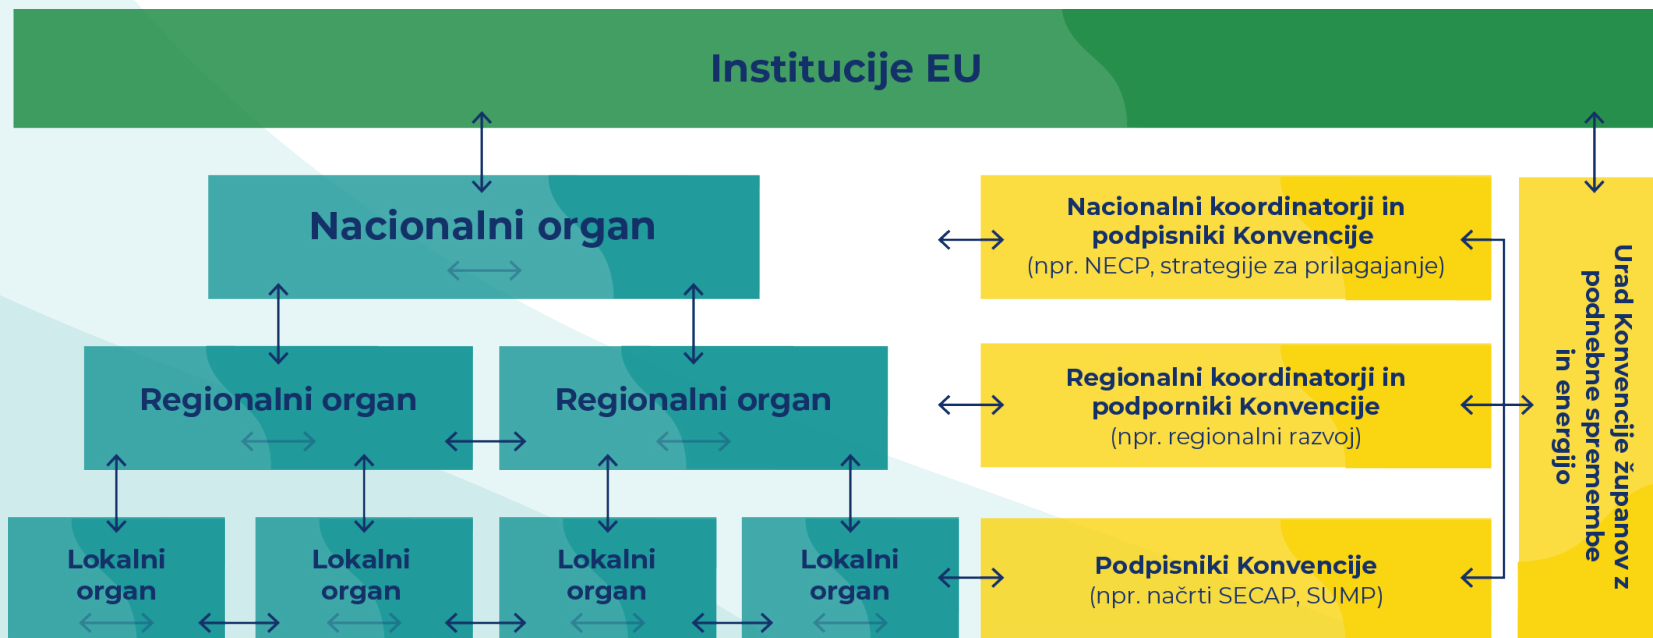 Institucije EU
Nacionalni organ
Nacionalni koordinatorji in
podpisniki Konvencije
(npr. NECP, strategije za prilagajanje)
Regionalni organ
Regionalni organ
Regionalni koordinatorji in
podporniki Konvencije
(npr. regionalni razvoj)
Lokalni
organ
Lokalni
organ
Lokalni
organ
Lokalni
organ
Podpisniki Konvencije
(npr. načrti SECAP, SUMP)
Urad Konvencije županov z
podnebne spremembe
in energijo